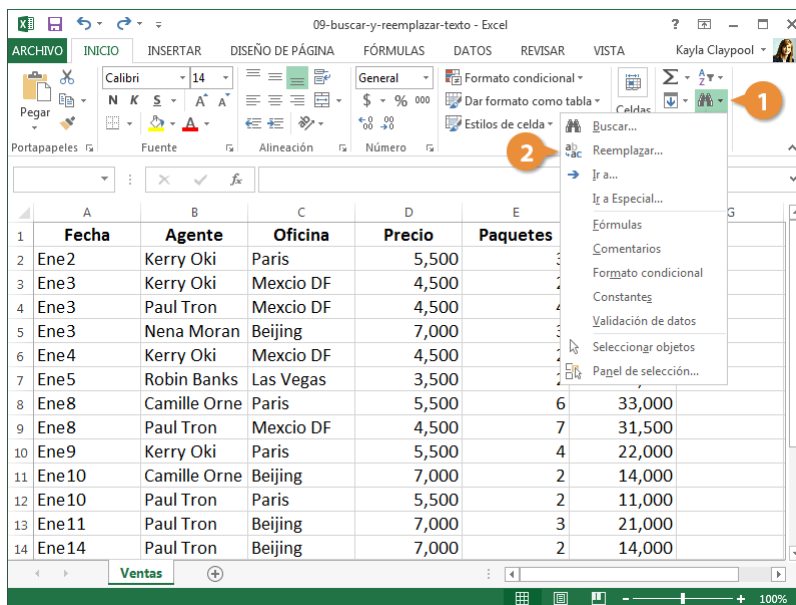 09-buscar-y-reemplazar-texto - Excel
ARCHIVO INICIO INSERTAR DISEÑO DE PÁGINA FÓRMULAS DATOS REVISAR VISTA Kayla Claypool
Calibri 14 General Formato condicional
N K S A A $ % 000 Dar formato como tabla 1
Pegar A Estilos de celda Celdas
Portapapeles Fuente Alineación Número
2
Buscar...
Reemplazar...
Ir a...
Ir a Especial...
Fórmulas
Comentarios
Formato condicional
Constantes
Validación de datos
Seleccionar objetos
Panel de selección...
fx
A B C D E G
1 Fecha Agente Oficina Precio Paquetes
2 Ene2 Kerry Oki Paris 5,500
3 Ene3 Kerry Oki Mexcio DF 4,500
4 Ene3 Paul Tron Mexcio DF 4,500
5 Ene3 Nena Moran Beijing 7,000
6 Ene4 Kerry Oki Mexcio DF 4,500
7 Ene5 Robin Banks Las Vegas 3,500
8 Ene8 Camille Orne Paris 5,500 6 33,000
9 Ene8 Paul Tron Mexcio DF 4,500 7 31,500
10 Ene9 Kerry Oki Paris 5,500 4 22,000
11 Ene10 Camille Orne Beijing 7,000 2 14,000
12 Ene10 Paul Tron Paris 5,500 2 11,000
13 Ene11 Paul Tron Beijing 7,000 3 21,000
14 Ene14 Paul Tron Beijing 7,000 2 14,000
Ventas
100%